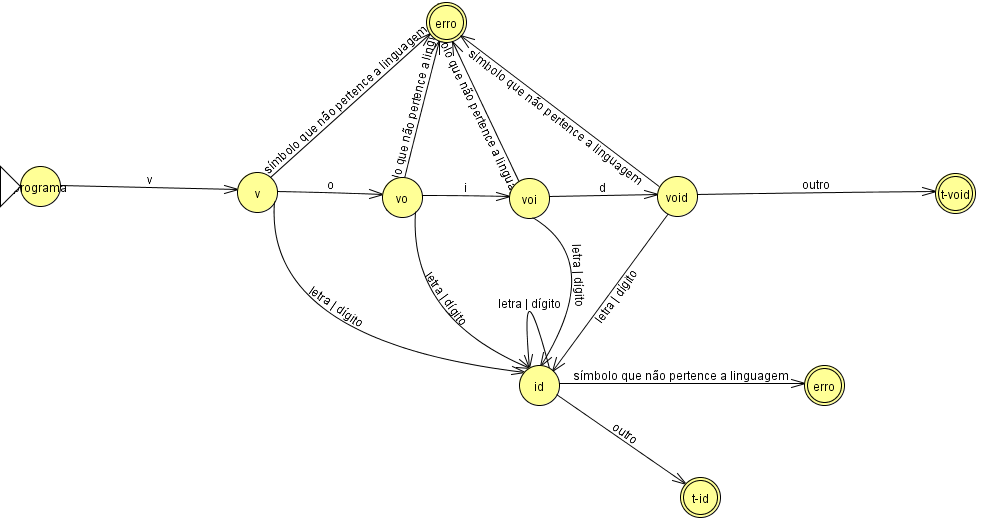 erro
símbolo que não pertence a linguagem
o que não pertence a ling
olo que não pertence a lingua
símbolo que não pertence a linguagem
rograma
v
v
o
vo
i
voi
d
void
outro
t-void
letra | dígito
letra | dígito
letra | dígito
letra | dígito
letra | dígito
id
símbolo que não pertence a linguagem
erro
outro
t-id